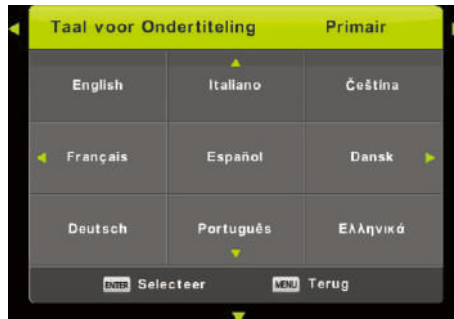 Taal voor Ondertiteling Primair
English Italiano Čeština
Français Español Dansk
Deutsch Português Ελληνικά
ENTER Selecteer MENU Terug